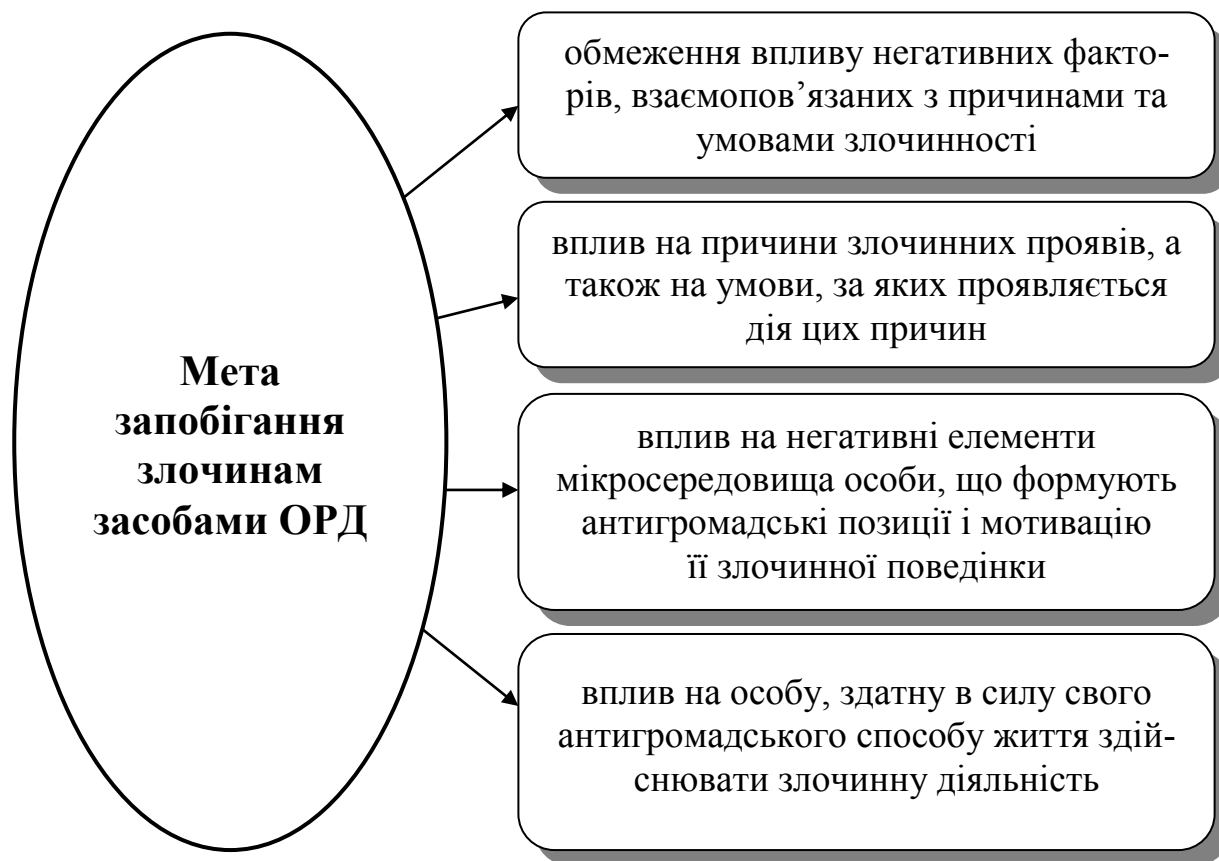 Мета
запобігання
злочинам
засобами ОРД
обмеження впливу негативних факто-
рів, взаємопов’язаних з причинами та
умовами злочинності
вплив на причини злочинних проявів, а
також на умови, за яких проявляється
дія цих причин
вплив на негативні елементи
мікросередовища особи, що формують
антигромадські позиції і мотивацію
її злочинної поведінки
вплив на особу, здатну в силу свого
антигромадського способу життя здій-
снювати злочинну діяльність